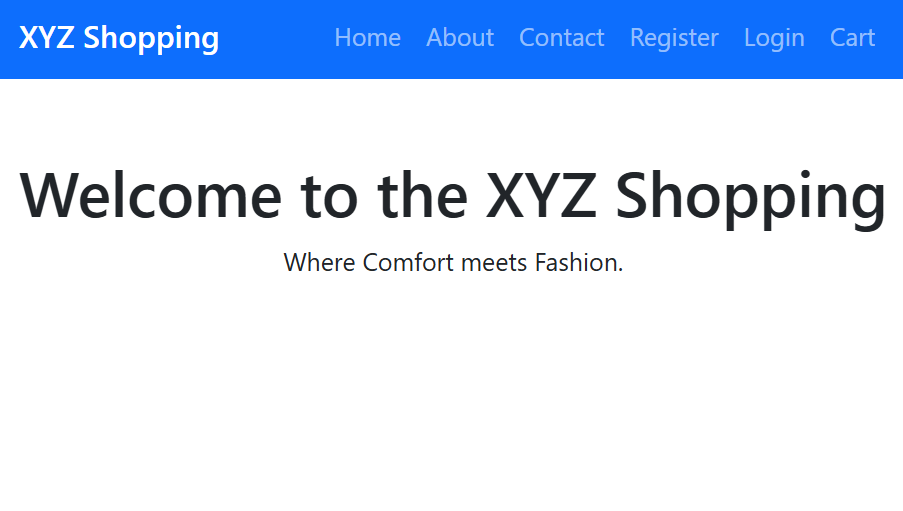 XYZ Shopping Home About Contact Register Login Cart
Welcome to the XYZ Shopping
Where Comfort meets Fashion.